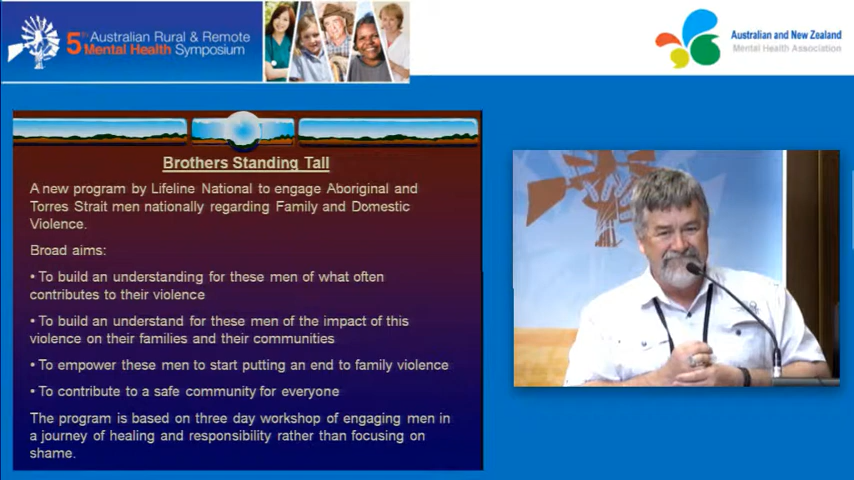 5th Australian Rural & Remote
Mental Health Symposium
Australian and New Zealand
Mental Health Association
Brothers Standing Tall
A new program by Lifeline National to engage Aboriginal and
Torres Strait men nationally regarding Family and Domestic
Violence.
Broad aims:
• To build an understanding for these men of what often
contributes to their violence
• To build an understand for these men of the impact of this
violence on their families and their communities
• To empower these men to start putting an end to family violence
• To contribute to a safe community for everyone
The program is based on three day workshop of engaging men in
a journey of healing and responsibility rather than focusing on
shame.